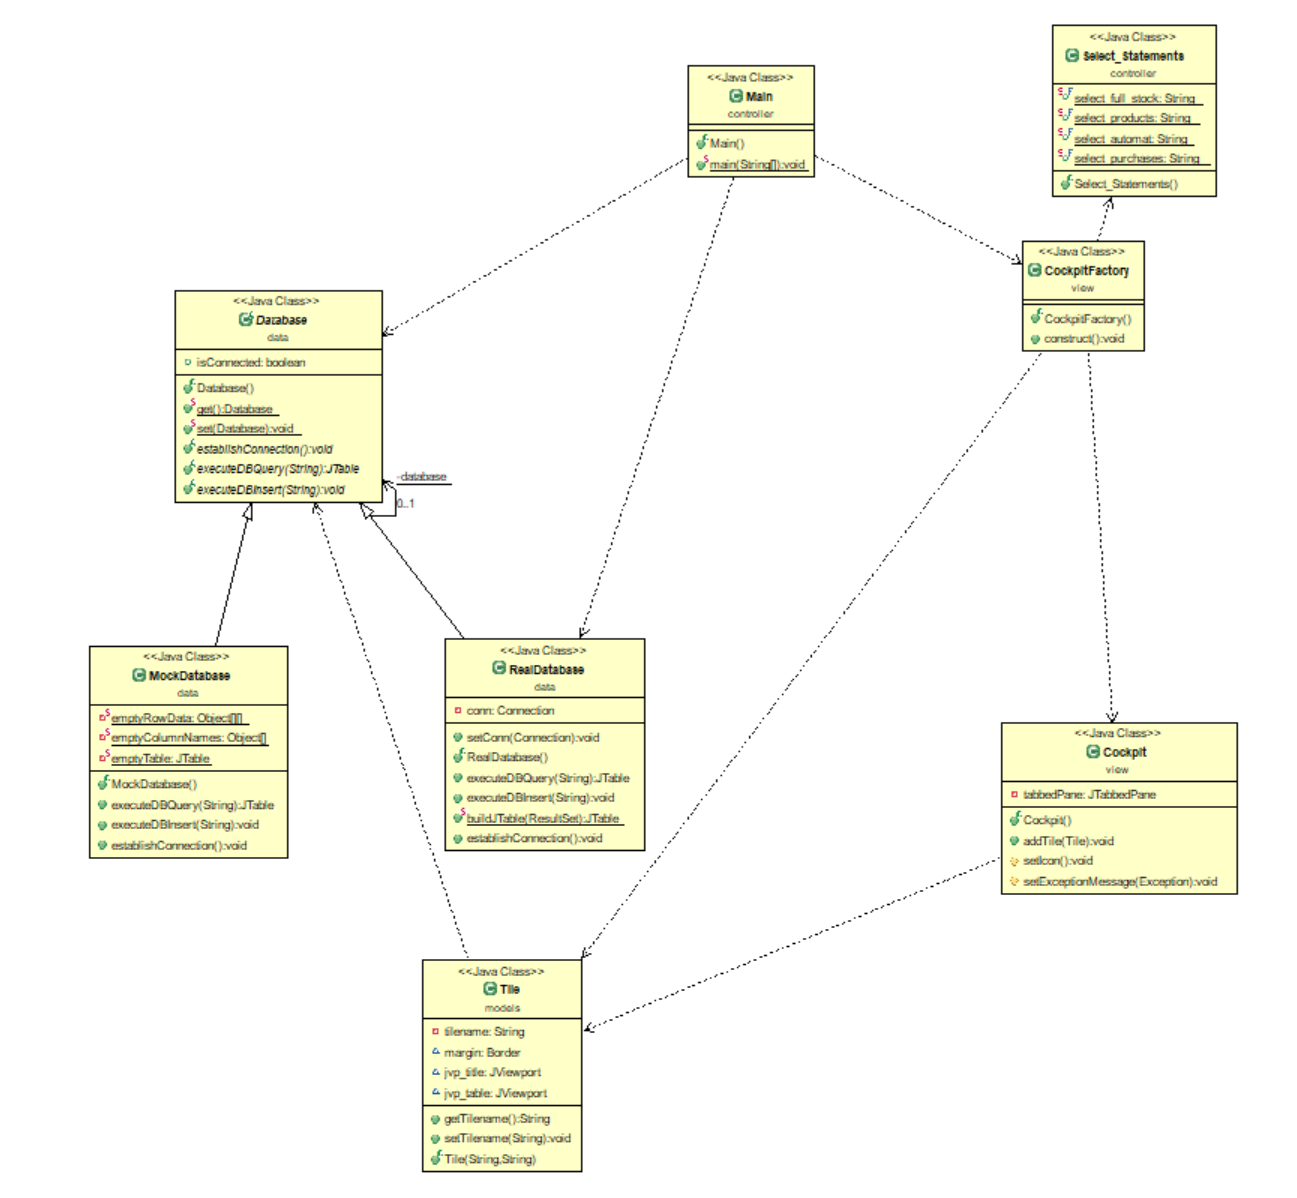 <<Java Class>>
Select_Statements
controller
select_full_stock: String
select_products: String
select_automat: String
select_purchases: String
Select_Statements()
<<Java Class>>
Main
controller
Main()
main(String[]):void
<<Java Class>>
CockpitFactory
view
CockpitFactory()
construct():void
<<Java Class>>
Database
data
isConnected: boolean
Database()
get():Database
set(Database):void
establishConnection():void
executeDBQuery(String):JTable
executeDBInsert(String):void
-database
0..1
<<Java Class>>
MockDatabase
data
emptyRowData: Object[][]
emptyColumnNames: Object[]
emptyTable: JTable
MockDatabase()
executeDBQuery(String):JTable
executeDBInsert(String):void
establishConnection():void
<<Java Class>>
RealDatabase
data
conn: Connection
setConn(Connection):void
RealDatabase()
executeDBQuery(String):JTable
executeDBInsert(String):void
buildJTable(ResultSet):JTable
establishConnection():void
<<Java Class>>
Cockpit
view
tabbedPane: JTabbedPane
Cockpit()
addTile(Tile):void
setIcon():void
setExceptionMessage(Exception):void
<<Java Class>>
Tile
models
tilename: String
margin: Border
jvp_title: JViewport
jvp_table: JViewport
getTilename():String
setTilename(String):void
Tile(String,String)